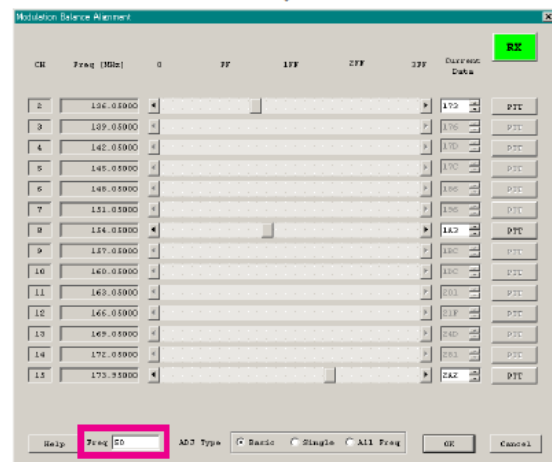 Modulation Balance Alignment
RX
CH Freq [MHz] 0 FF 1FF 2FF 3FF Current Data
2 136.05000 173 PTT
3 139.05000 176 PTT
4 142.05000 17D PTT
5 145.05000 17C PTT
6 148.05000 186 PTT
7 151.05000 196 PTT
8 154.05000 1A3 PTT
9 157.05000 1BC PTT
10 160.05000 1DC PTT
11 163.05000 201 PTT
12 166.05000 21F PTT
13 169.05000 24D PTT
14 172.05000 281 PTT
15 173.95000 2A2 PTT
Help Freq 50 ADJ Type Basic Single All Freq OK Cancel